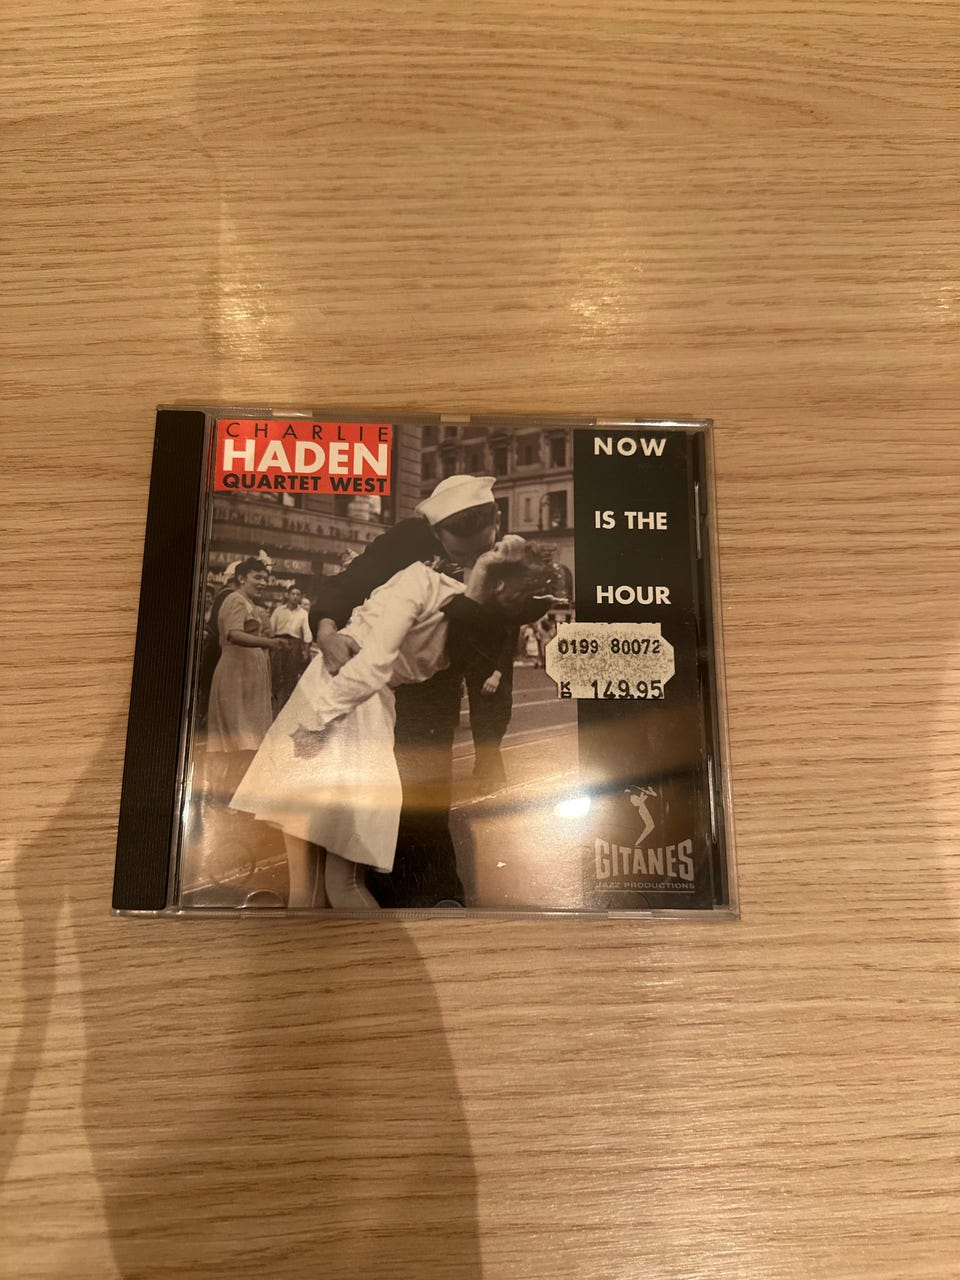 CHARLIE
HADEN
QUARTET WEST
NOW
IS THE
HOUR
0199 80072
149.95
GITANES
JAZZ PRODUCTIONS